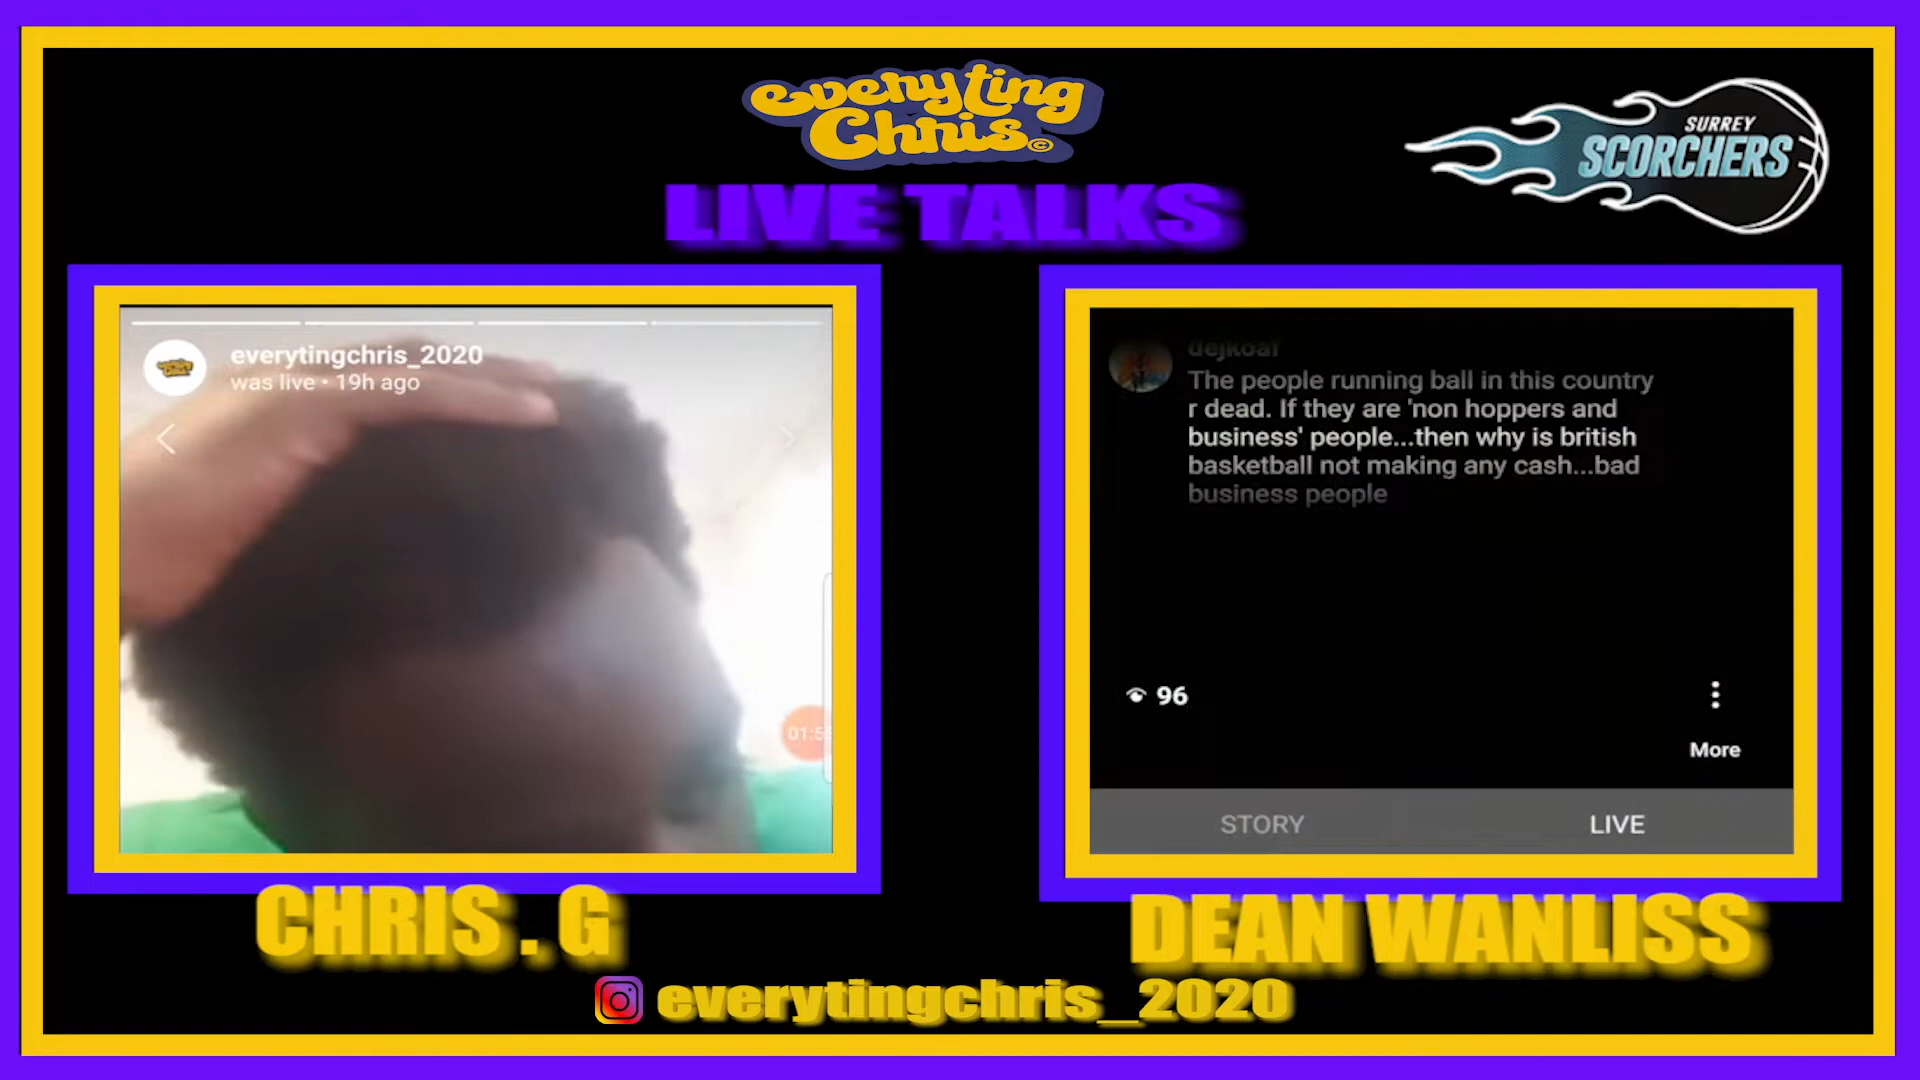 everyting
Chris©
SURREY
SCORCHERS
LIVE TALKS
everytingchris_2020
was live • 19h ago
dejkoaf
The people running ball in this country
r dead. If they are 'non hoppers and
business' people...then why is british
basketball not making any cash...bad
business people
96
More
STORY
LIVE
CHRIS . G
DEAN WANLISS
everytingchris_2020